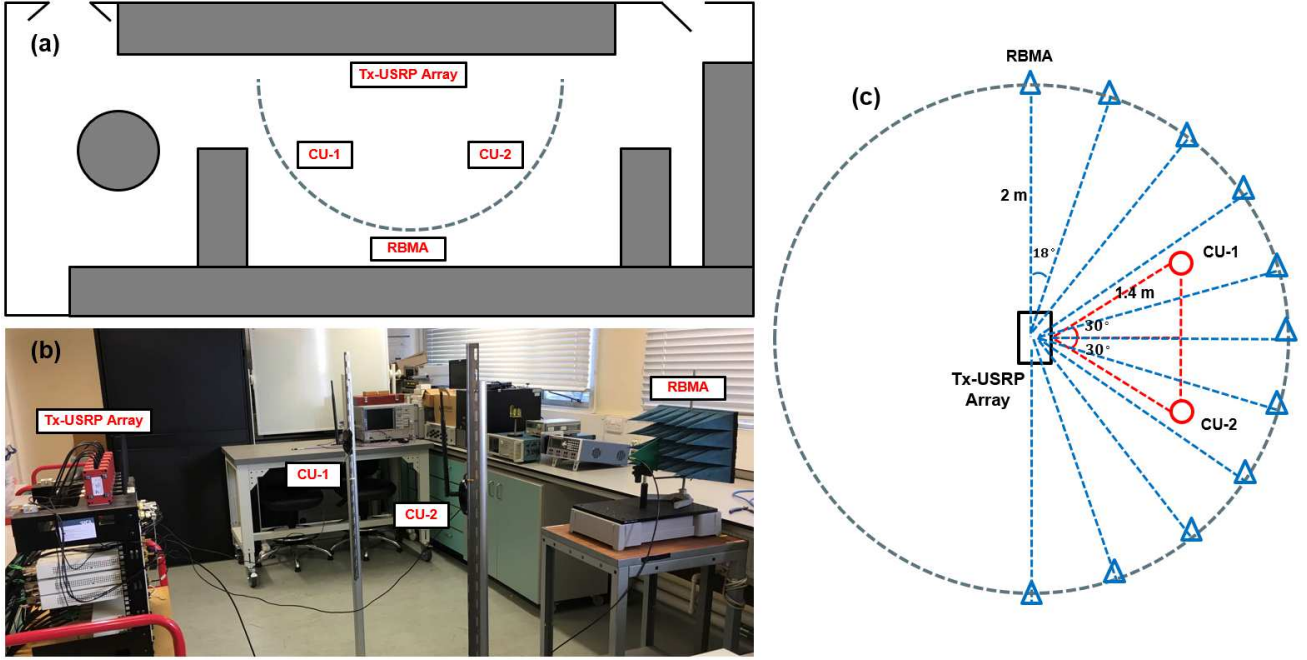 (a)
Tx-USRP Array
CU-1
CU-2
RBMA
(b)
Tx-USRP Array
CU-1
CU-2
RBMA
(c)
RBMA
2 m
18°
CU-1
1.4 m
30°
30°
Tx-USRP
Array
CU-2